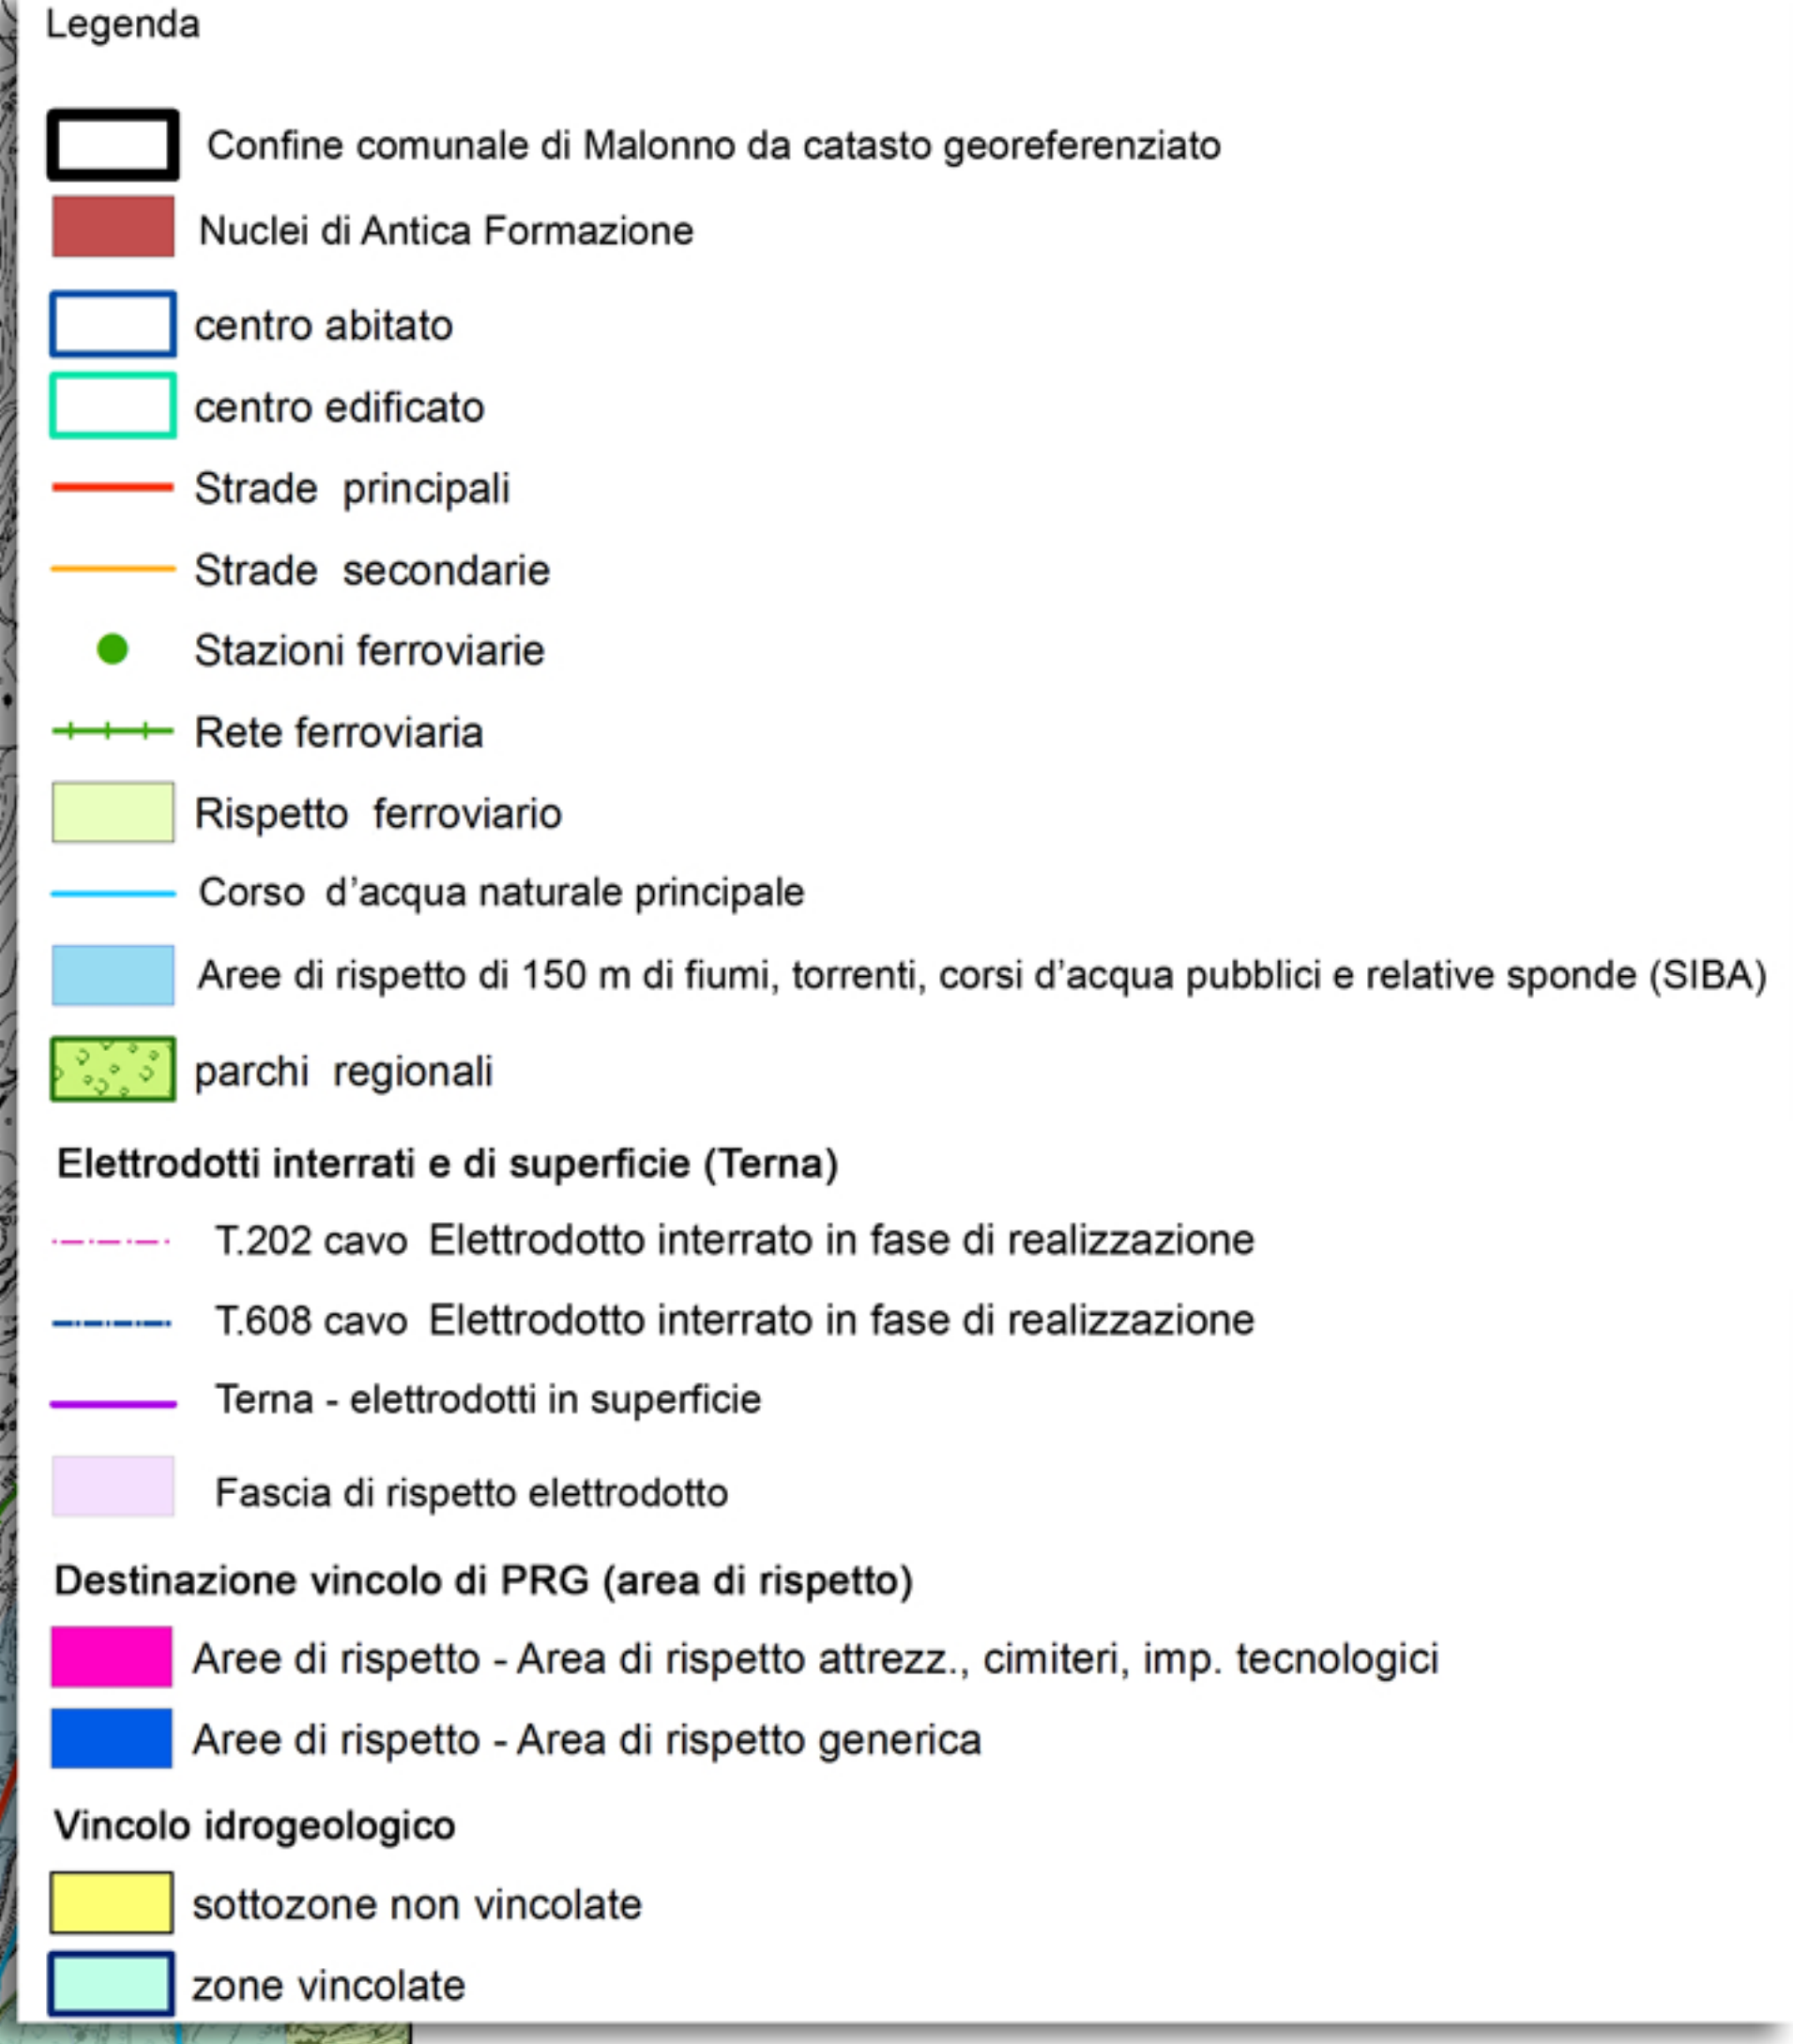 Legenda
Confine comunale di Malonno da catasto georeferenziato
Nuclei di Antica Formazione
centro abitato
centro edificato
Strade principali
Strade secondarie
Stazioni ferroviarie
Rete ferroviaria
Rispetto ferroviario
Corso d'acqua naturale principale
Aree di rispetto di 150 m di fiumi, torrenti, corsi d'acqua pubblici e relative sponde (SIBA)
parchi regionali
Elettrodotti interrati e di superficie (Terna)
T.202 cavo Elettrodotto interrato in fase di realizzazione
T.608 cavo Elettrodotto interrato in fase di realizzazione
Terna - elettrodotti in superficie
Fascia di rispetto elettrodotto
Destinazione vincolo di PRG (area di rispetto)
Aree di rispetto - Area di rispetto attrezz., cimiteri, imp. tecnologici
Aree di rispetto - Area di rispetto generica
Vincolo idrogeologico
sottozone non vincolate
zone vincolate